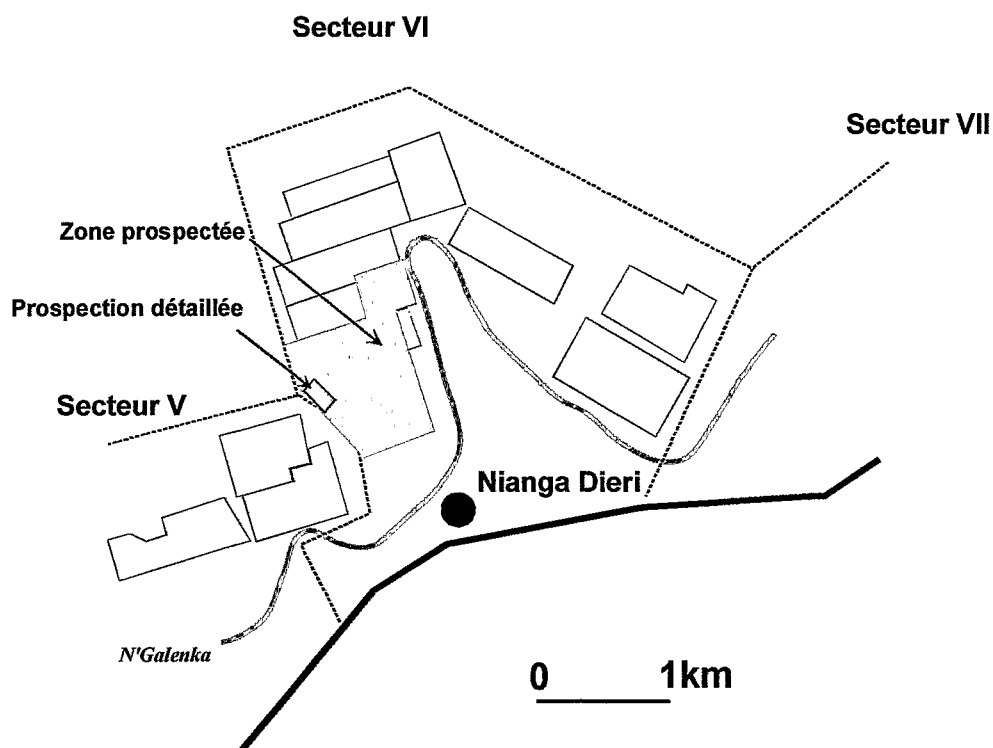 Secteur VI
Secteur VII
Zone prospectée
Prospection détaillée
Secteur V
Nianga Dieri
N'Galenka
0 1km